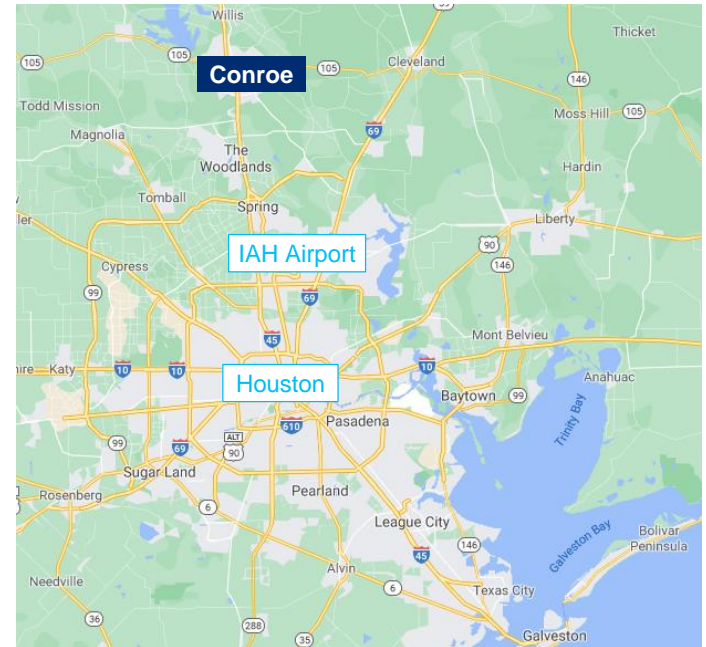 Willis
69
Thicket
105
105
Conroe
105
Cleveland
146
Todd Mission
69
Moss Hill
105
Magnolia
The
Woodlands
Hardin
Tomball
Spring
Liberty
IAH Airport
90
Cypress
146
99
69
45
Mont Belvieu
Katy
10
10
10
Anahuac
Houston
Baytown
99
Trinity Bay
610
Pasadena
99
ALT
90
69
Sugar Land
Rosenberg
6
Pearland
League City
146
Galveston Bay
Bolivar
Peninsula
45
Needville
Alvin
6
Texas City
36
288
35
Galveston